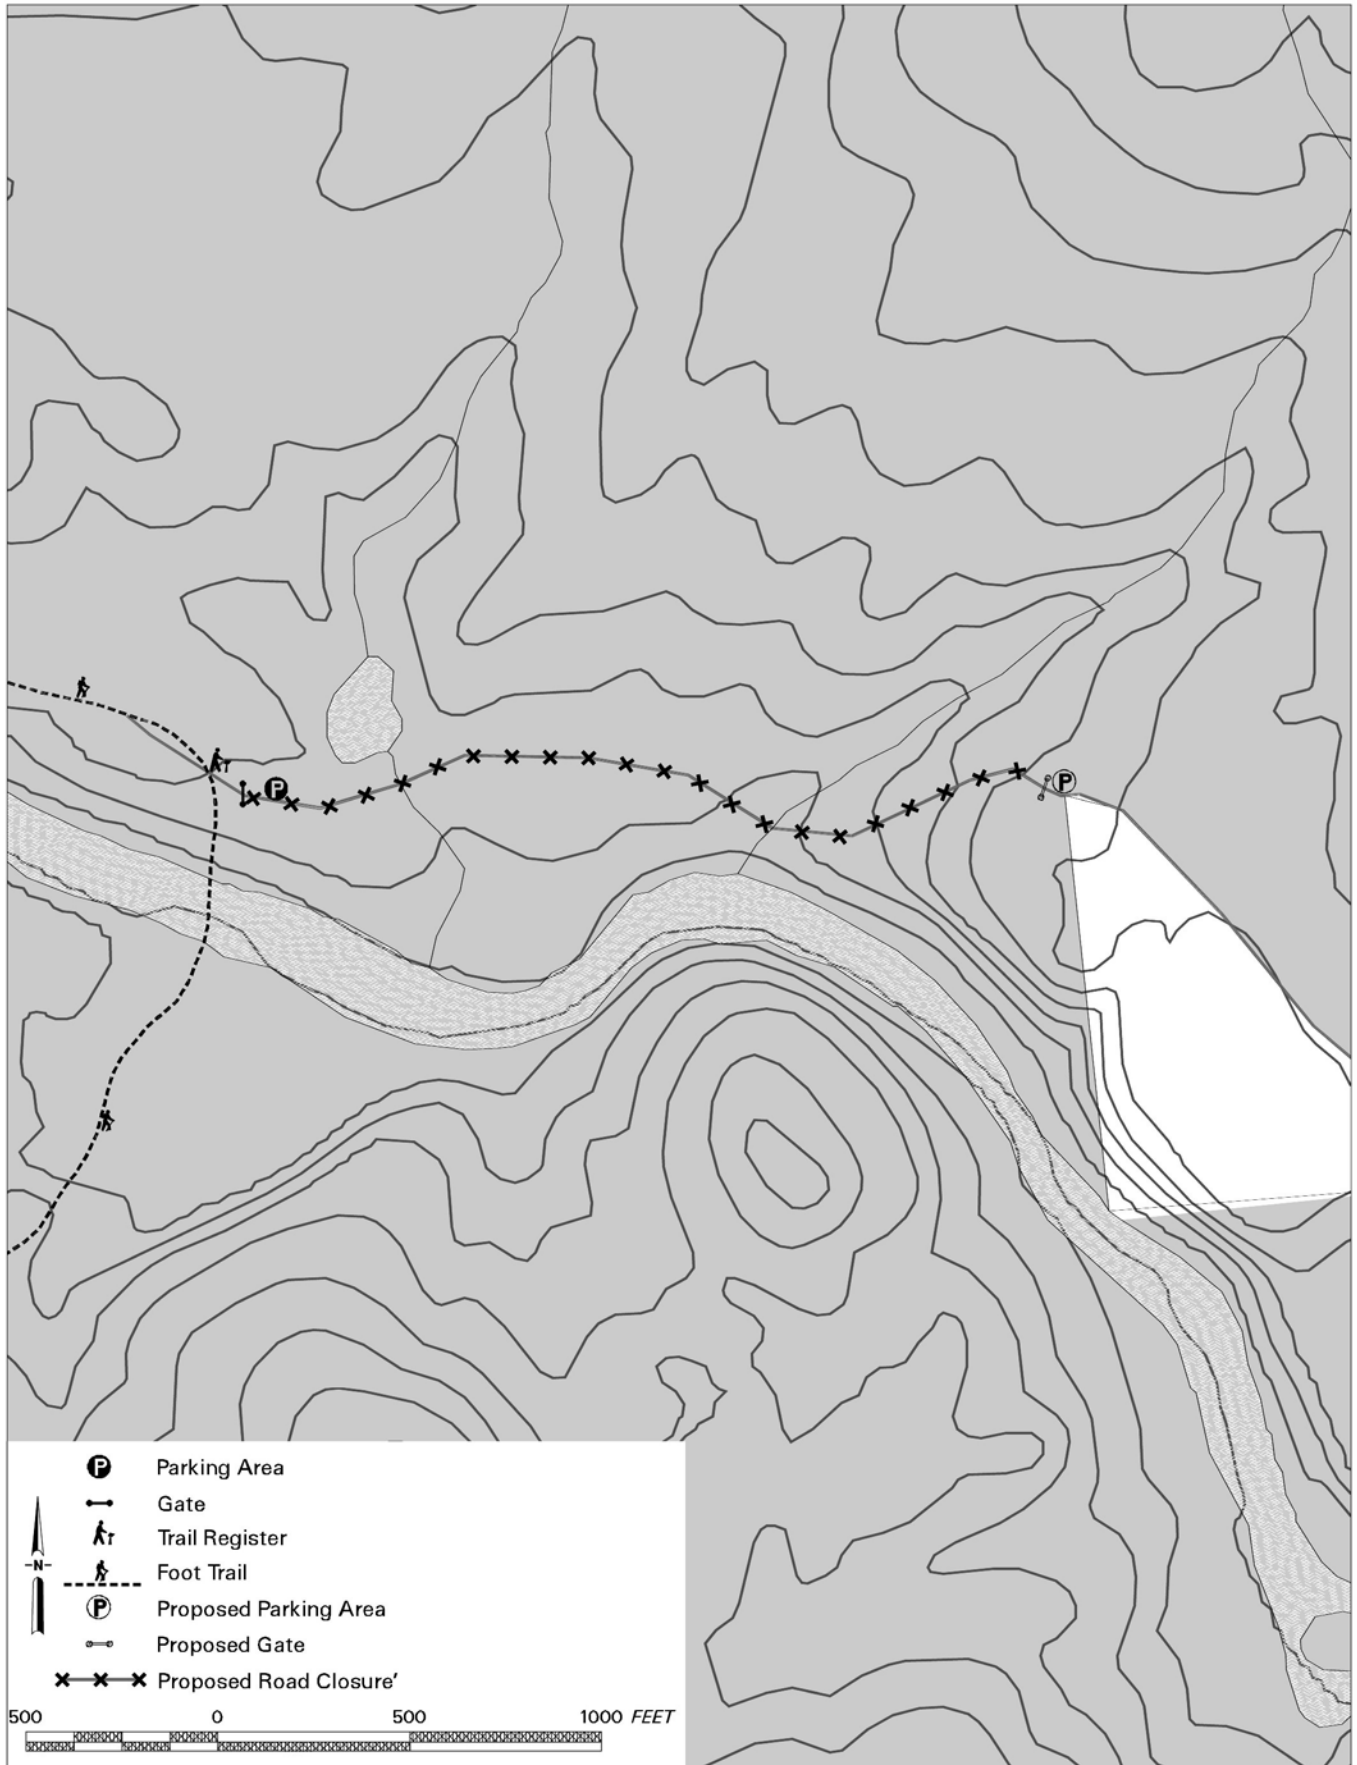 P
P
P Parking Area
Gate
Trail Register
-N- Foot Trail
P Proposed Parking Area
Proposed Gate
Proposed Road Closure'
500 0 500 1000 FEET